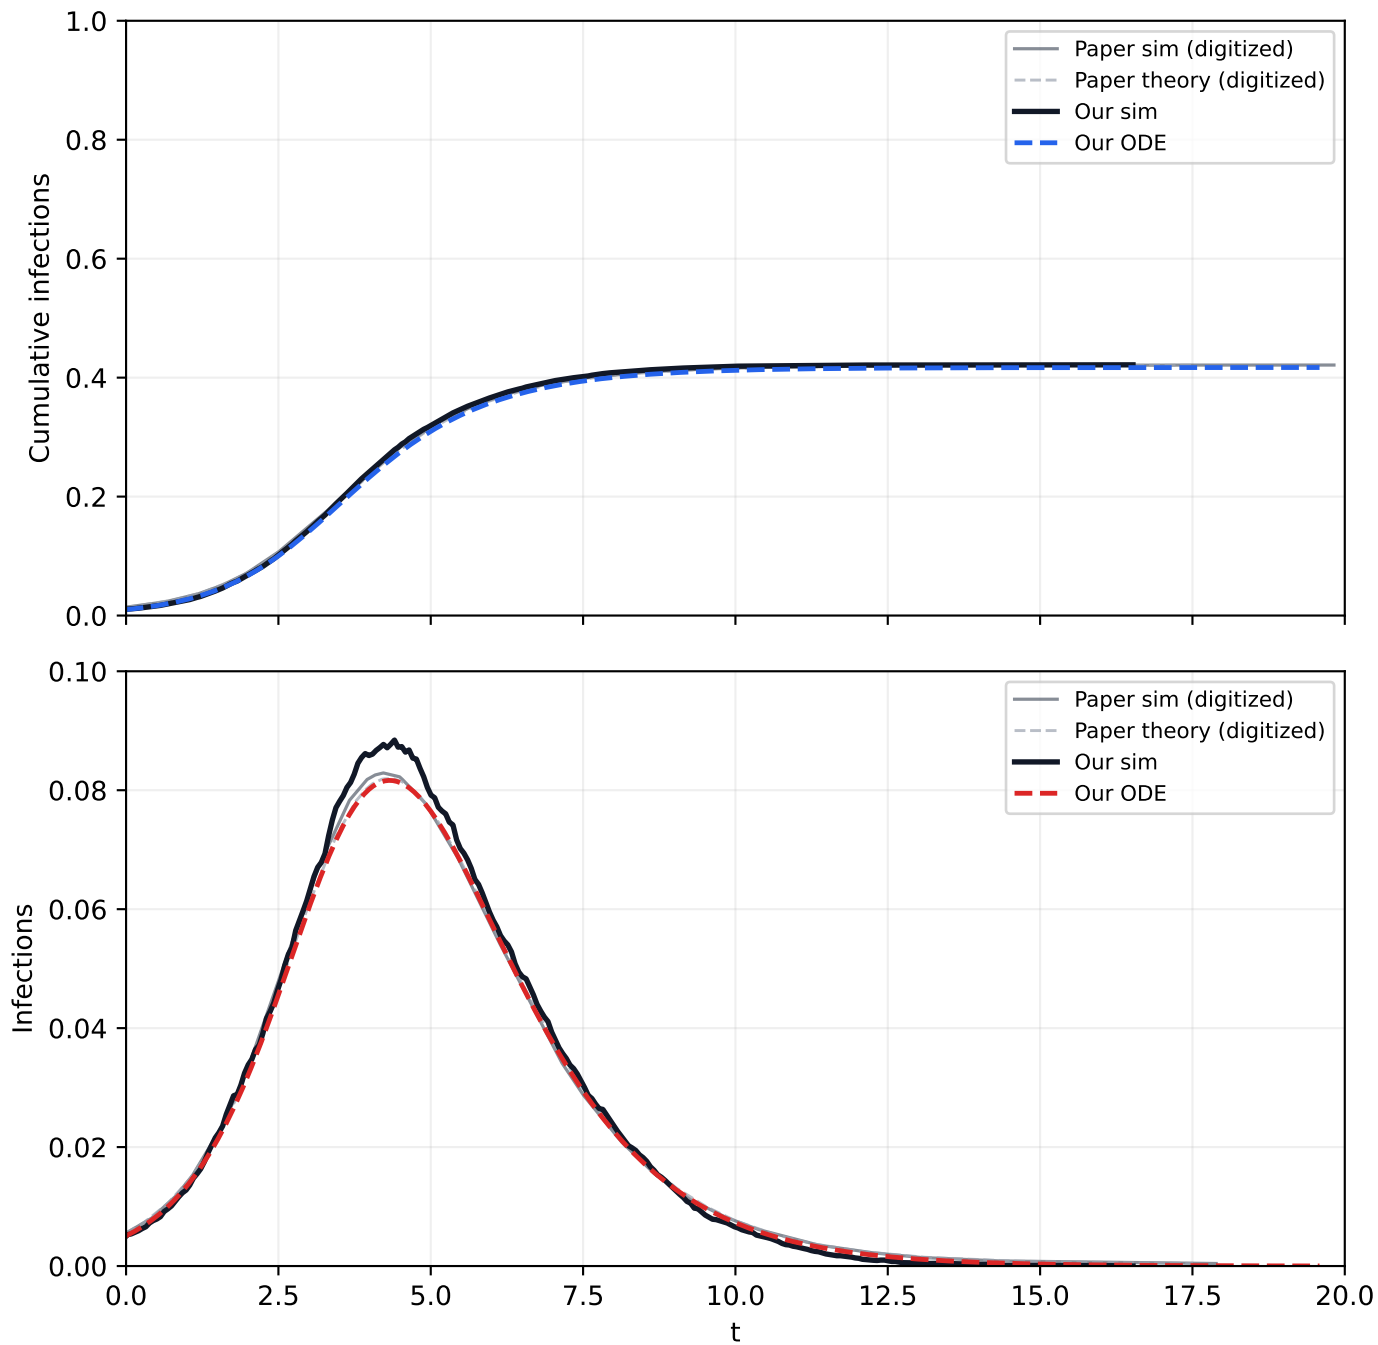 1.0
0.8
0.6
0.4
0.2
0.0
Cumulative infections
Paper sim (digitized)
Paper theory (digitized)
Our sim
Our ODE
0.10
0.08
0.06
0.04
0.02
0.00
Infections
Paper sim (digitized)
Paper theory (digitized)
Our sim
Our ODE
0.0 2.5 5.0 7.5 10.0 12.5 15.0 17.5 20.0
t